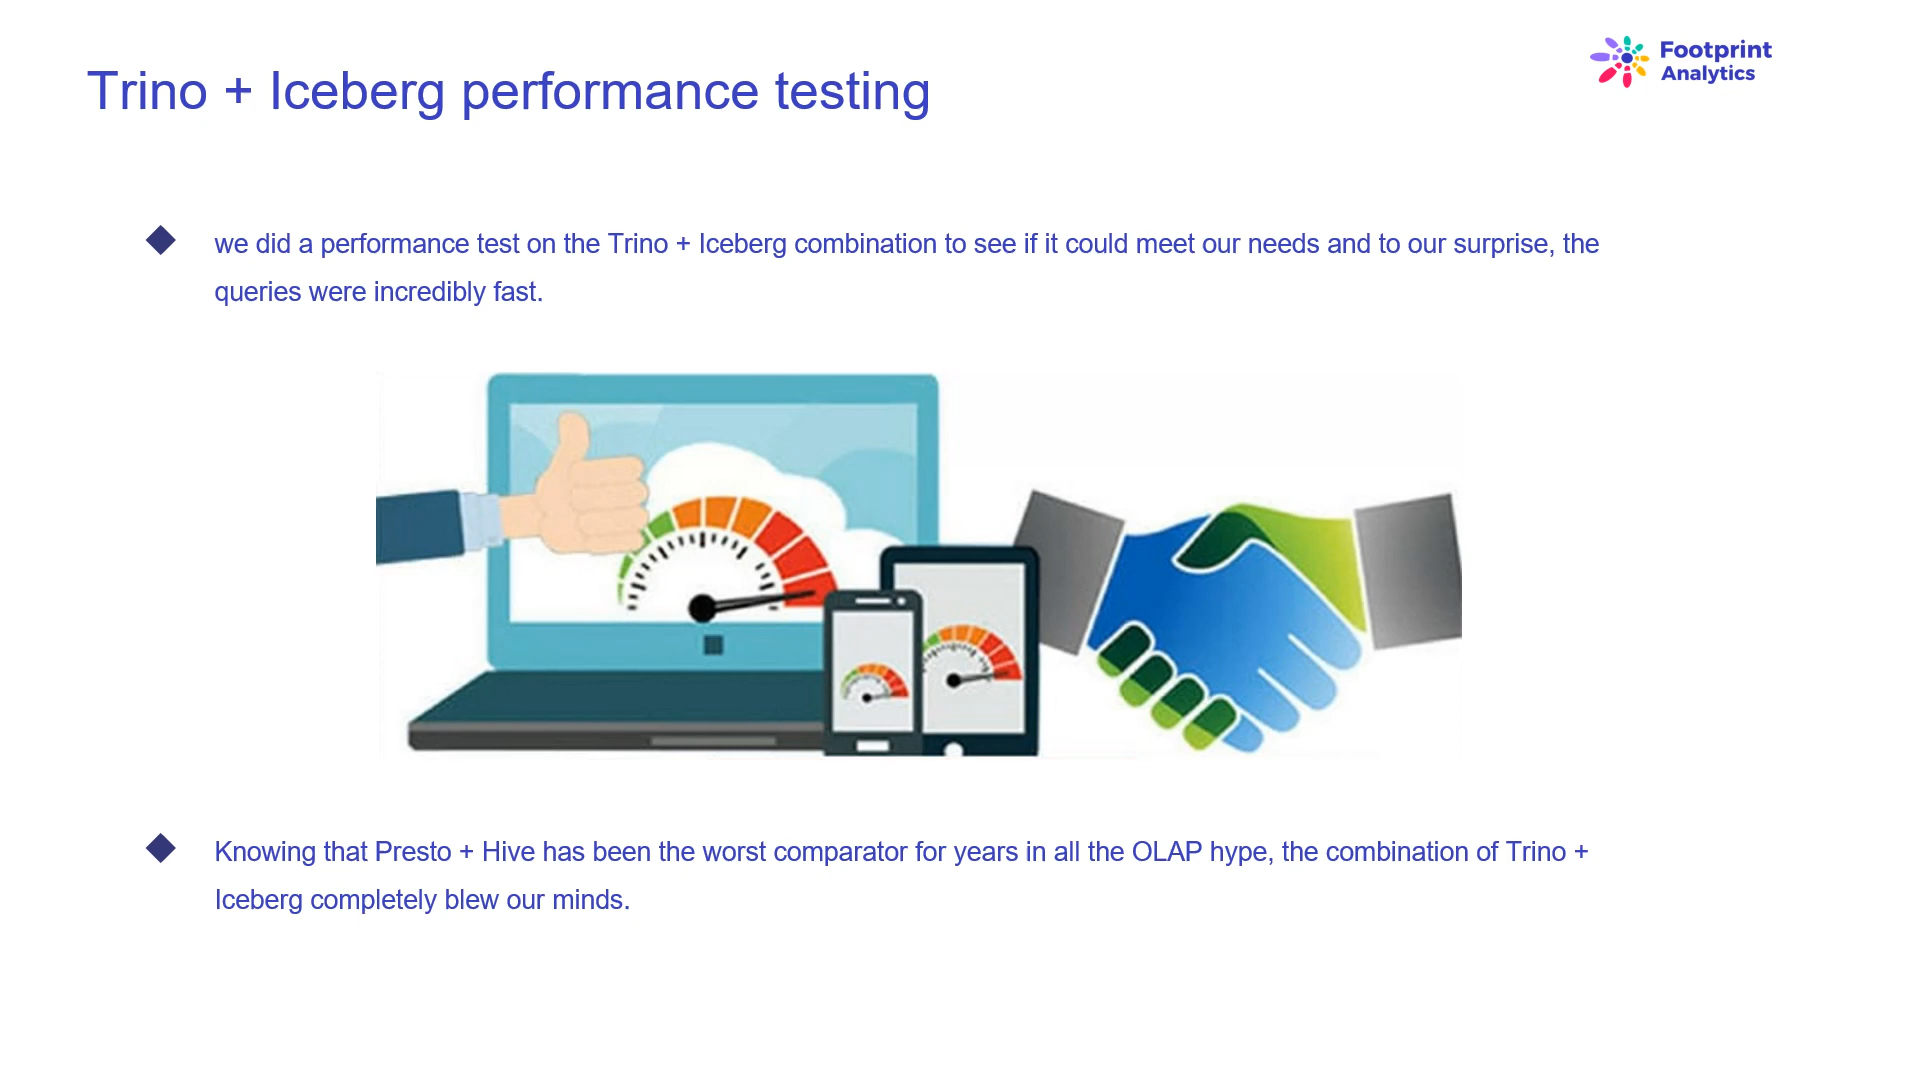 Footprint
Analytics
Trino + Iceberg performance testing
we did a performance test on the Trino + Iceberg combination to see if it could meet our needs and to our surprise, the
queries were incredibly fast.
Knowing that Presto + Hive has been the worst comparator for years in all the OLAP hype, the combination of Trino +
Iceberg completely blew our minds.